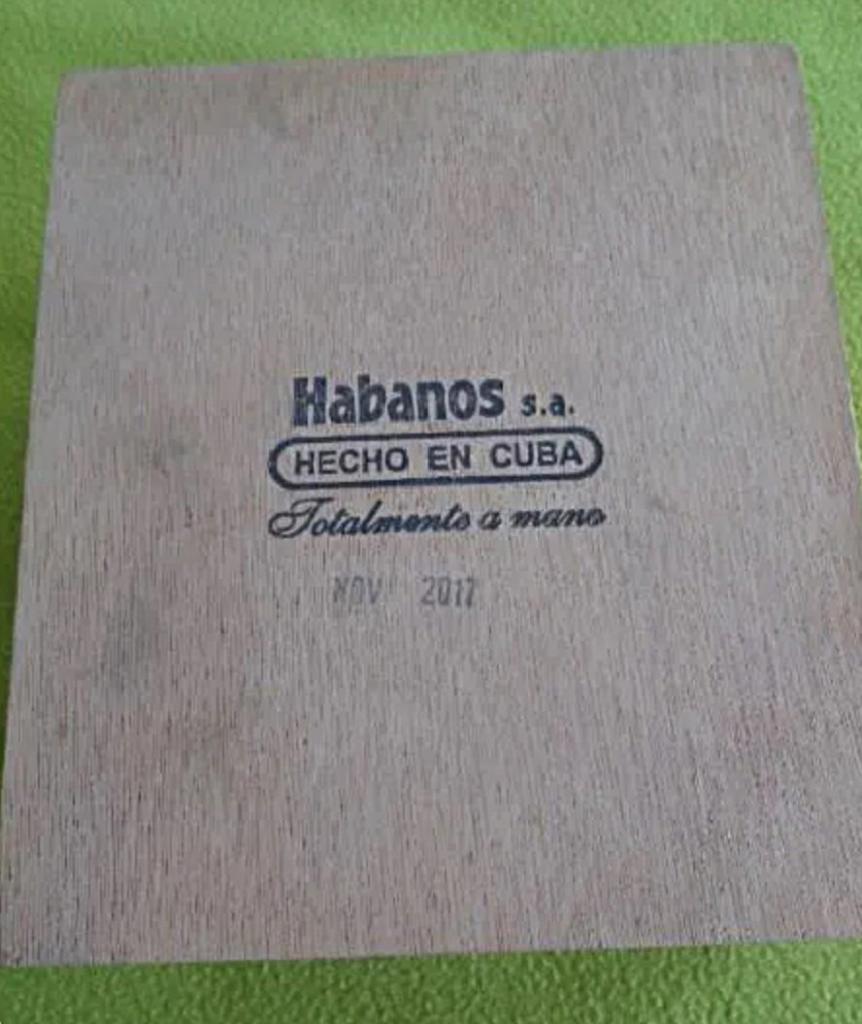 Habanos s.a.
HECHO EN CUBA
Totalmente a mano
NOV 2017